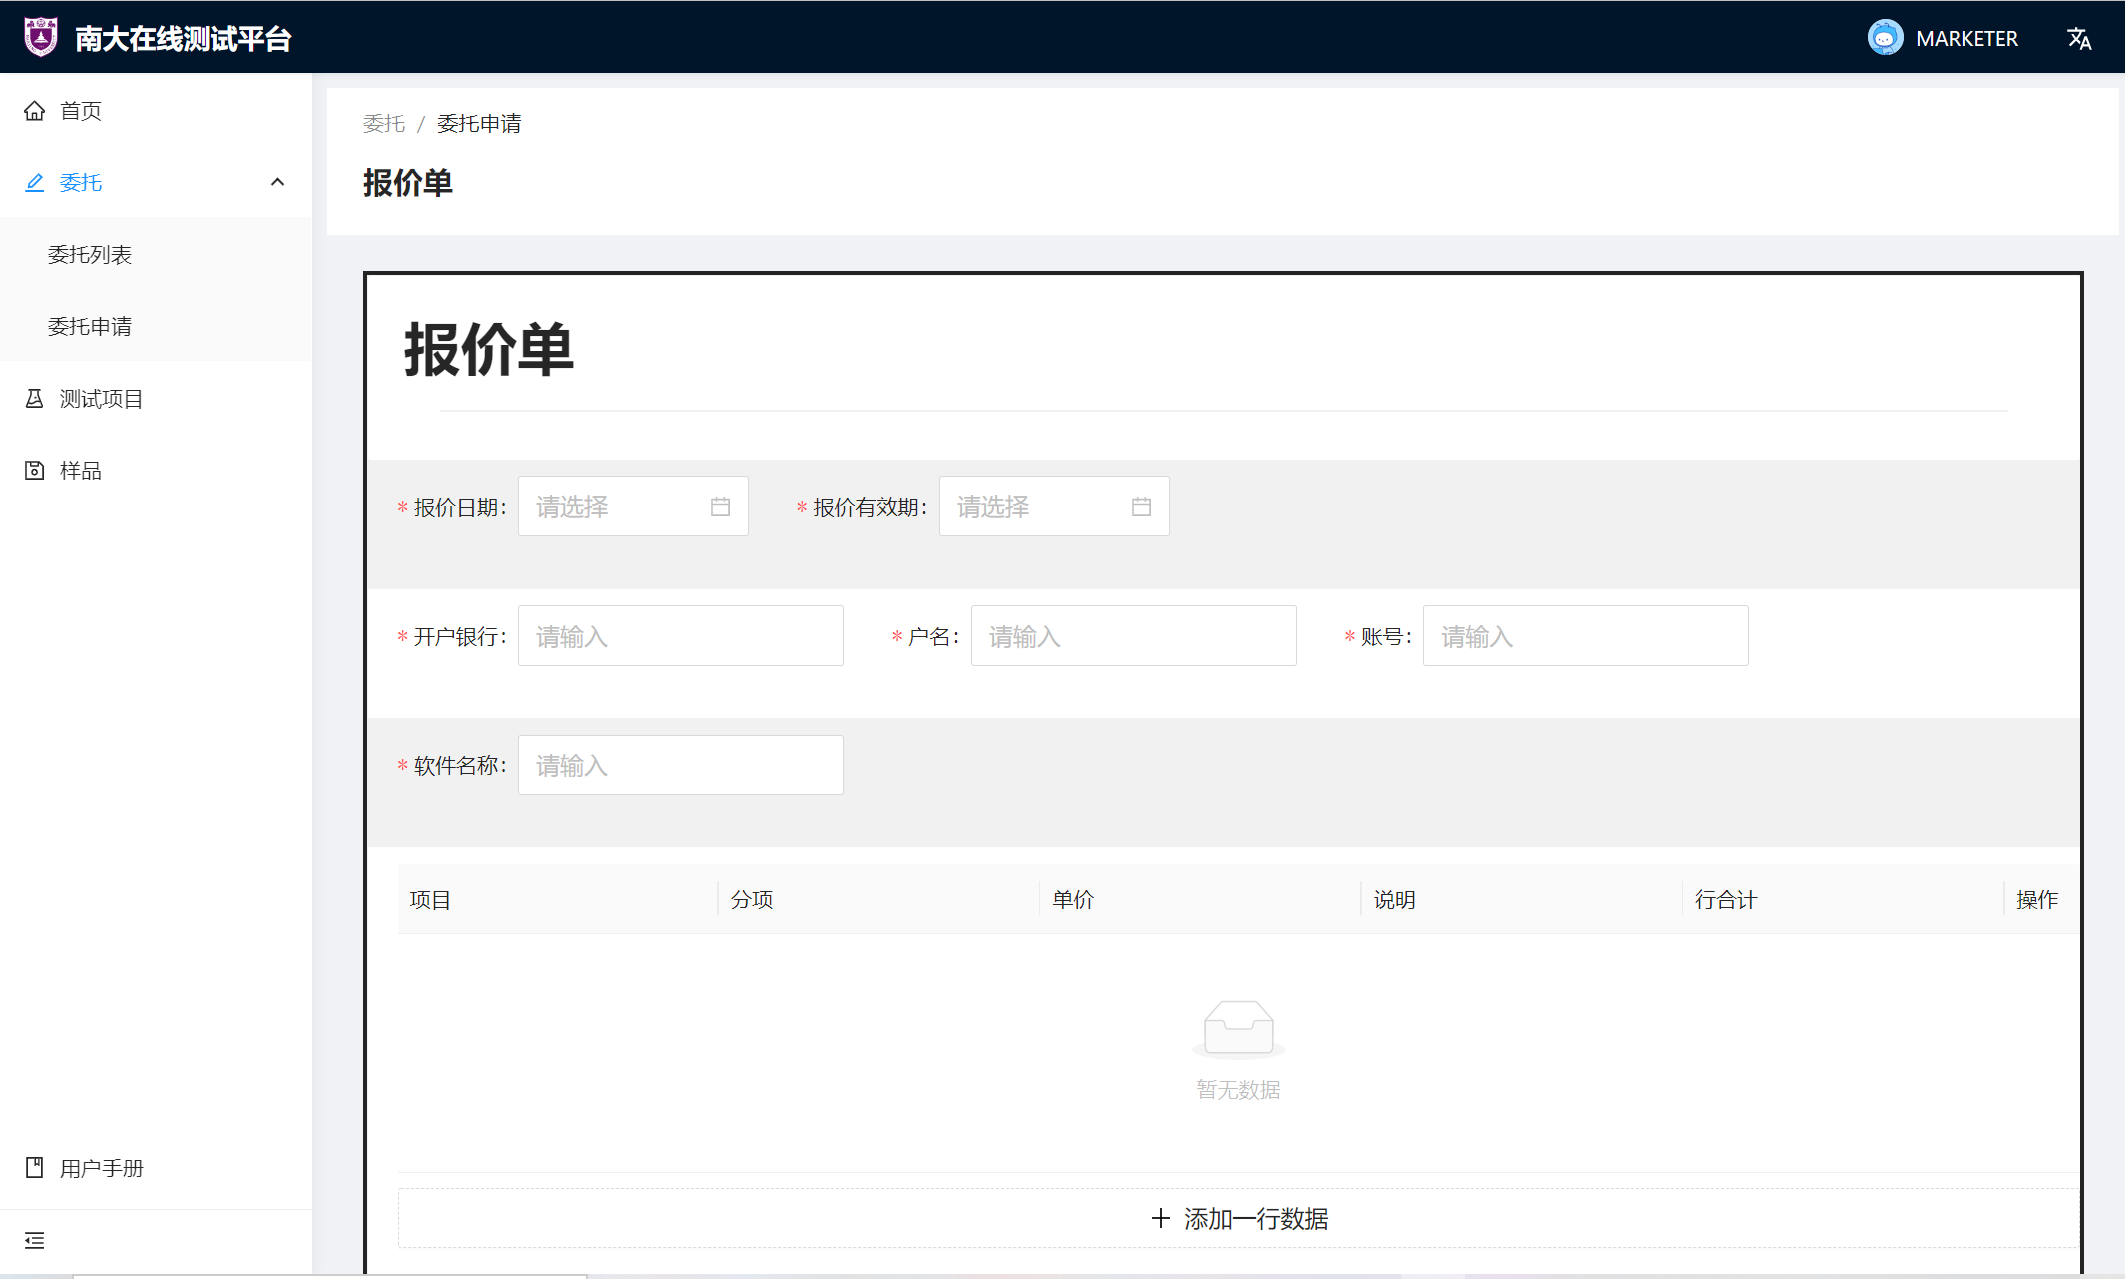 南大在线测试平台
MARKETER
首页
委托
委托列表
委托申请
测试项目
样品
用户手册
委托 / 委托申请
报价单
报价单
* 报价日期: 请选择 * 报价有效期: 请选择
* 开户银行: 请输入 * 户名: 请输入 * 账号: 请输入
* 软件名称: 请输入
项目 分项 单价 说明 行合计 操作
暂无数据
+ 添加一行数据